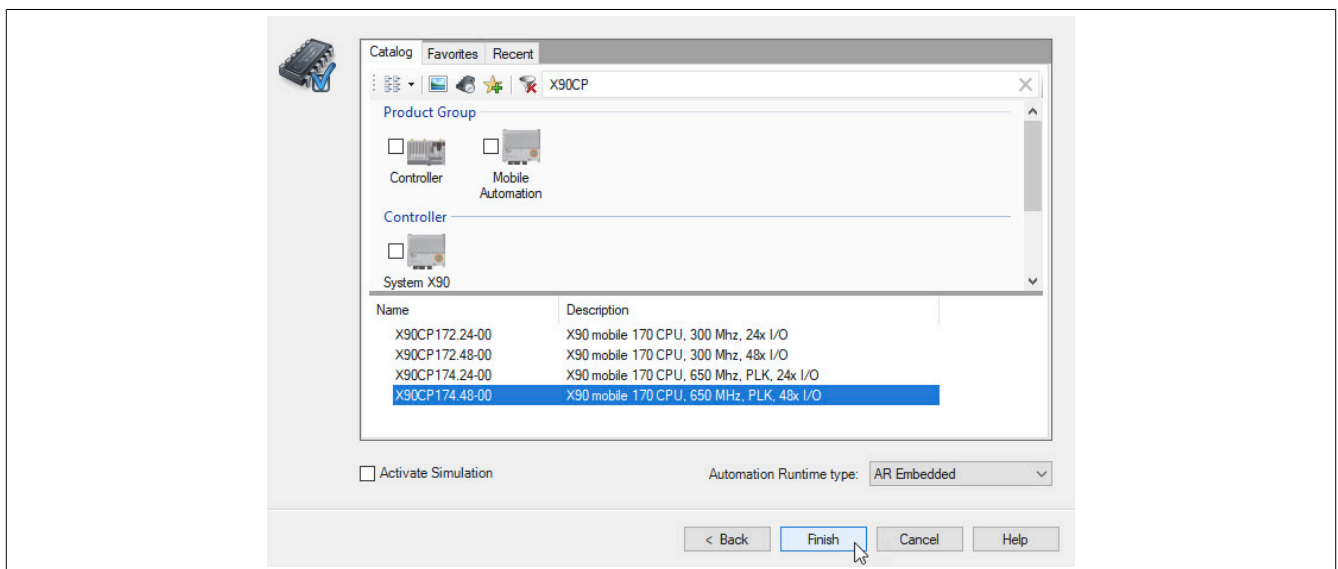 Catalog Favorites Recent
X90CP
Product Group
Controller Mobile Automation
Controller
System X90
Name Description
X90CP172.24-00 X90 mobile 170 CPU, 300 Mhz, 24x I/O
X90CP172.48-00 X90 mobile 170 CPU, 300 Mhz, 48x I/O
X90CP174.24-00 X90 mobile 170 CPU, 650 Mhz, PLK, 24x I/O
X90CP174.48-00 X90 mobile 170 CPU, 650 MHz, PLK, 48x I/O
Activate Simulation Automation Runtime type: AR Embedded
< Back Finish Cancel Help